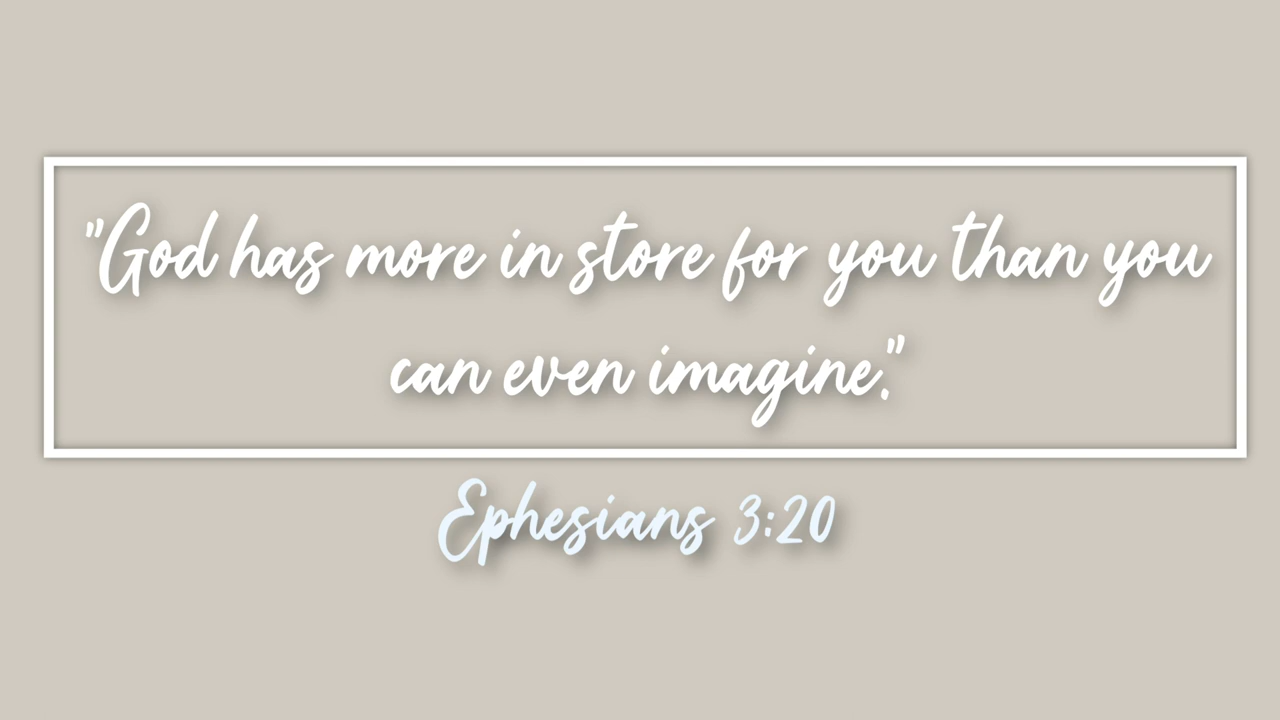 "God has more in store for you than you
can even imagine."
Ephesians 3:20